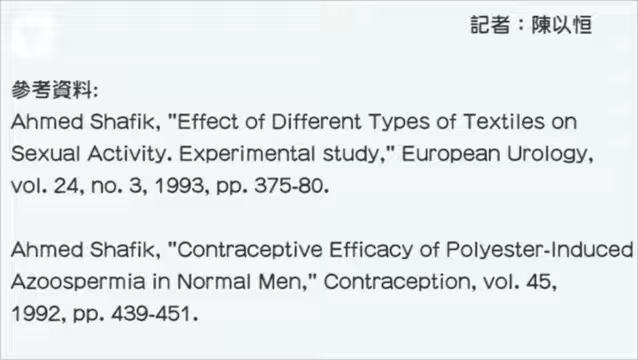 記者：陳以恒
參考資料:
Ahmed Shafik, "Effect of Different Types of Textiles on
Sexual Activity. Experimental study," European Urology,
vol. 24, no. 3, 1993, pp. 375-80.
Ahmed Shafik, "Contraceptive Efficacy of Polyester-Induced
Azoospermia in Normal Men," Contraception, vol. 45,
1992, pp. 439-451.